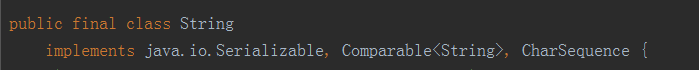 public final class String
implements java.io.Serializable, Comparable<String>, CharSequence {